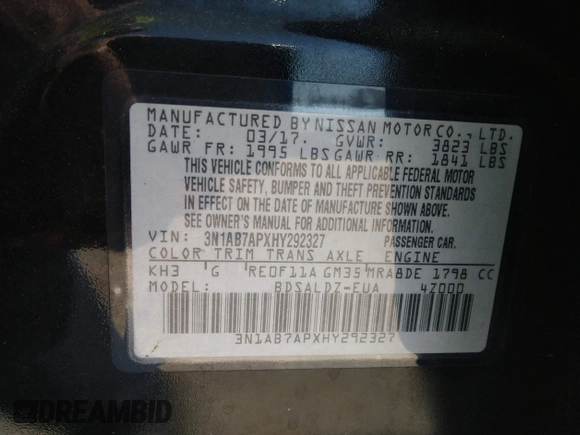 MANUFACTURED BY NISSAN MOTOR CO., LTD.
DATE: 03/17. GVWR: 3823 LBS
GAWR FR: 1995 LBS GAWR RR: 1841 LBS
THIS VEHICLE CONFORMS TO ALL APPLICABLE FEDERAL MOTOR
VEHICLE SAFETY, BUMPER AND THEFT PREVENTION STANDARDS
IN EFFECT ON THE DATE OF MANUFACTURE SHOWN ABOVE.
SEE OWNER'S MANUAL FOR ADDITIONAL INFORMATION.
VIN: 3N1AB7APXHY292327 PASSENGER CAR.
COLOR TRIM TRANS AXLE ENGINE
KH3 G RE0F11A GM35 MRA8DE 1798 CC
MODEL: BDSALDZ-EUA 4Z000
3N1AB7APXHY292327
DREAMBID